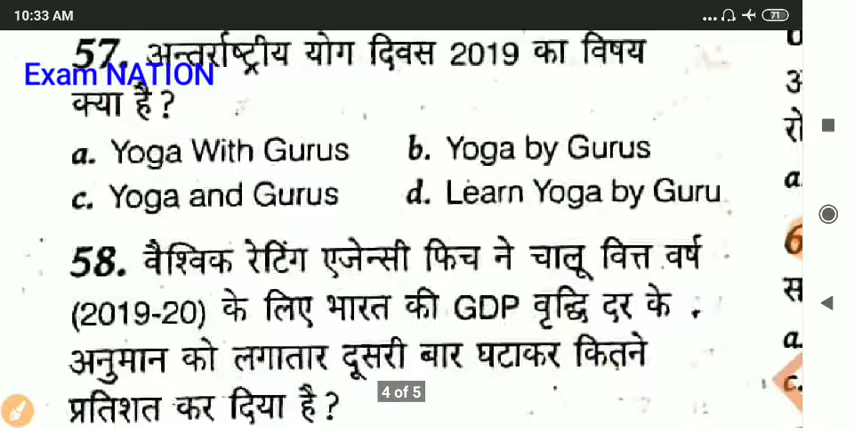 10:33 AM
... 71
57. अन्तर्राष्ट्रीय योग दिवस 2019 का विषय
Exam NATION
क्या है ?
a. Yoga With Gurus b. Yoga by Gurus
c. Yoga and Gurus d. Learn Yoga by Guru
58. वैश्विक रेटिंग एजेन्सी फिच ने चालू वित्त वर्ष
(2019-20) के लिए भारत की GDP वृद्धि दर के
अनुमान को लगातार दूसरी बार घटाकर कितने
प्रतिशत कर दिया है ?
4 of 5
रो
a
6
स
a.
c.